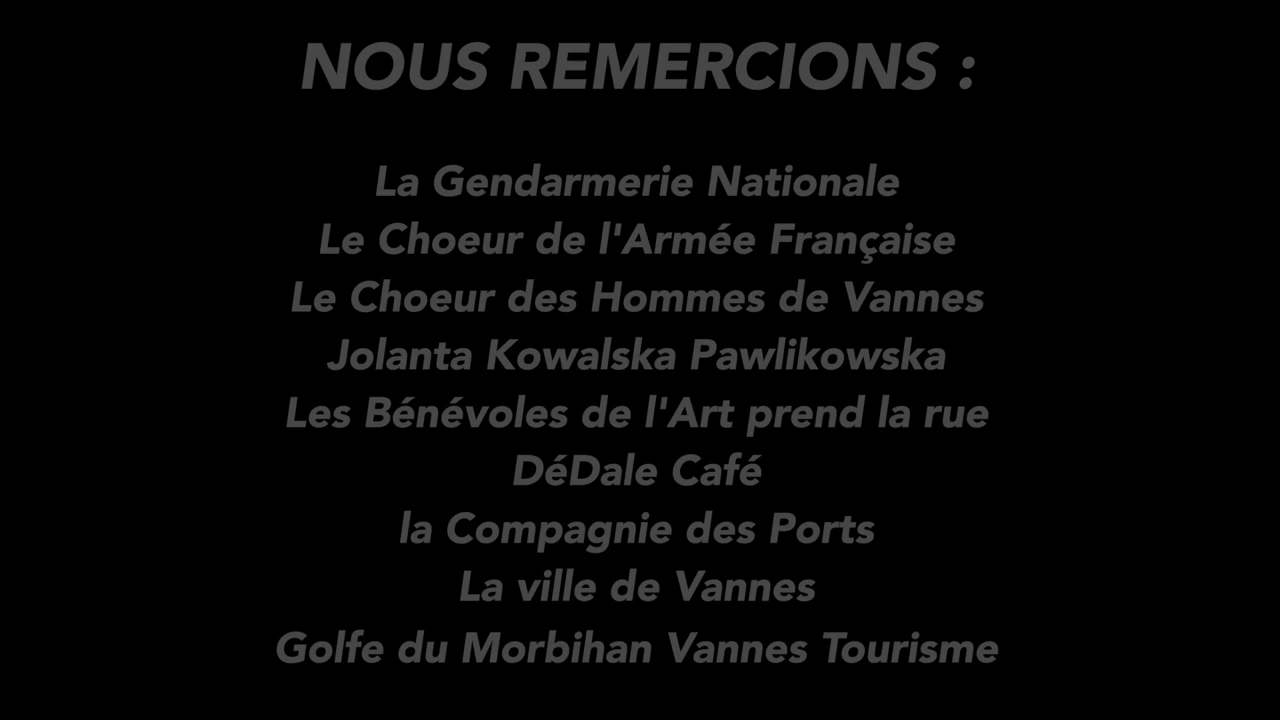 NOUS REMERCIONS :
La Gendarmerie Nationale
Le Choeur de l'Armée Française
Le Choeur des Hommes de Vannes
Jolanta Kowalska Pawlikowska
Les Bénévoles de l'Art prend la rue
DéDale Café
la Compagnie des Ports
La ville de Vannes
Golfe du Morbihan Vannes Tourisme